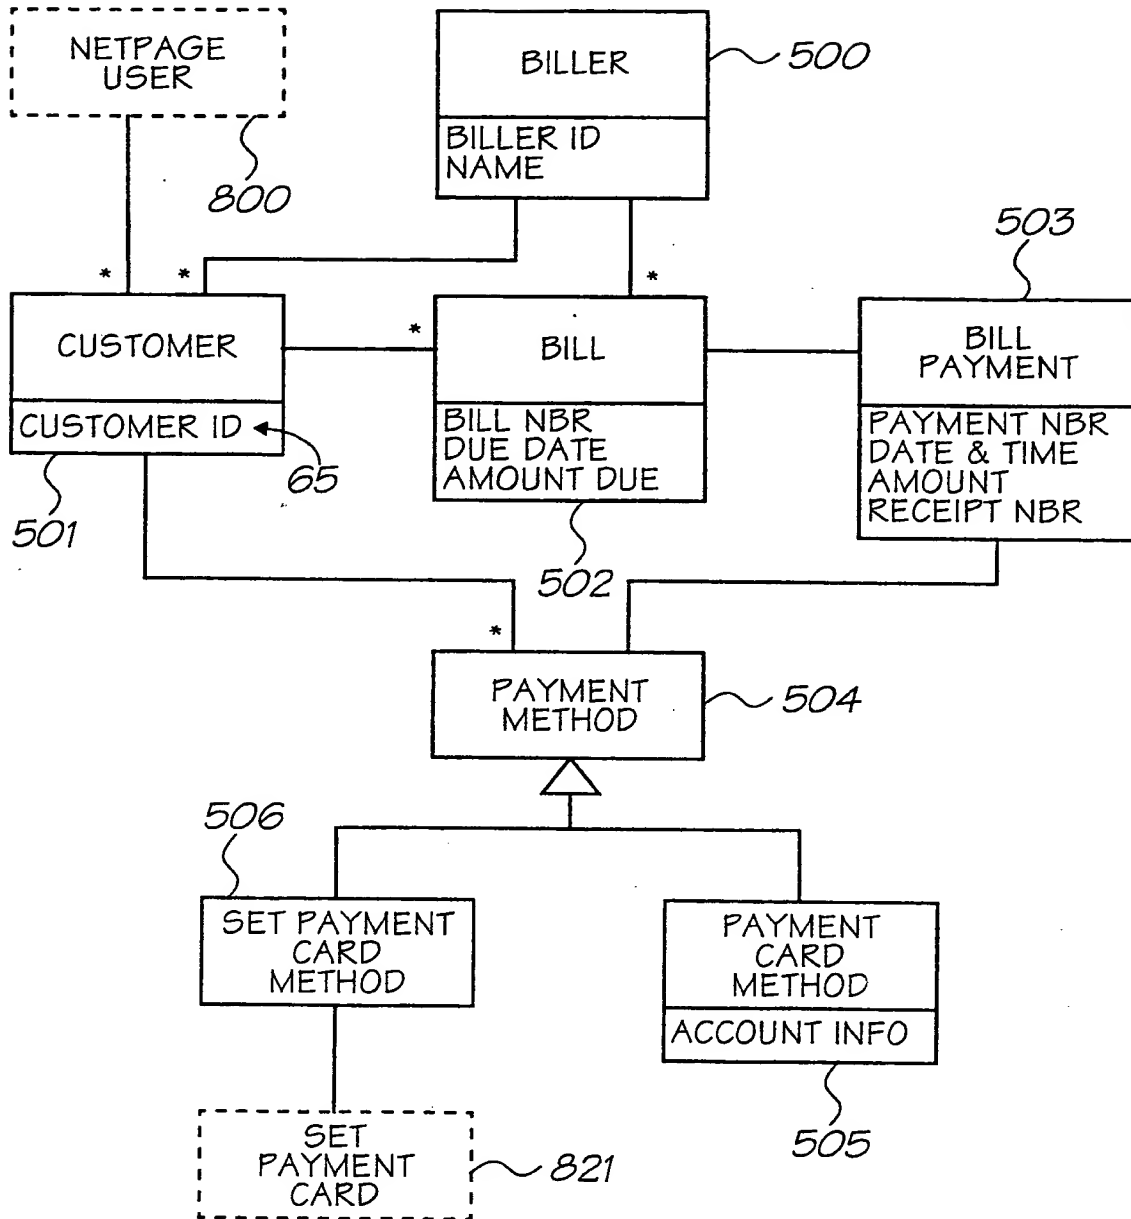 NETPAGE
USER
800
BILLER
500
BILLER ID
NAME
*
*
*
CUSTOMER
CUSTOMER ID
65
501
*
BILL
BILL NBR
DUE DATE
AMOUNT DUE
502
503
BILL
PAYMENT
PAYMENT NBR
DATE & TIME
AMOUNT
RECEIPT NBR
*
PAYMENT
METHOD
504
506
SET PAYMENT
CARD
METHOD
PAYMENT
CARD
METHOD
ACCOUNT INFO
505
SET
PAYMENT
CARD
821